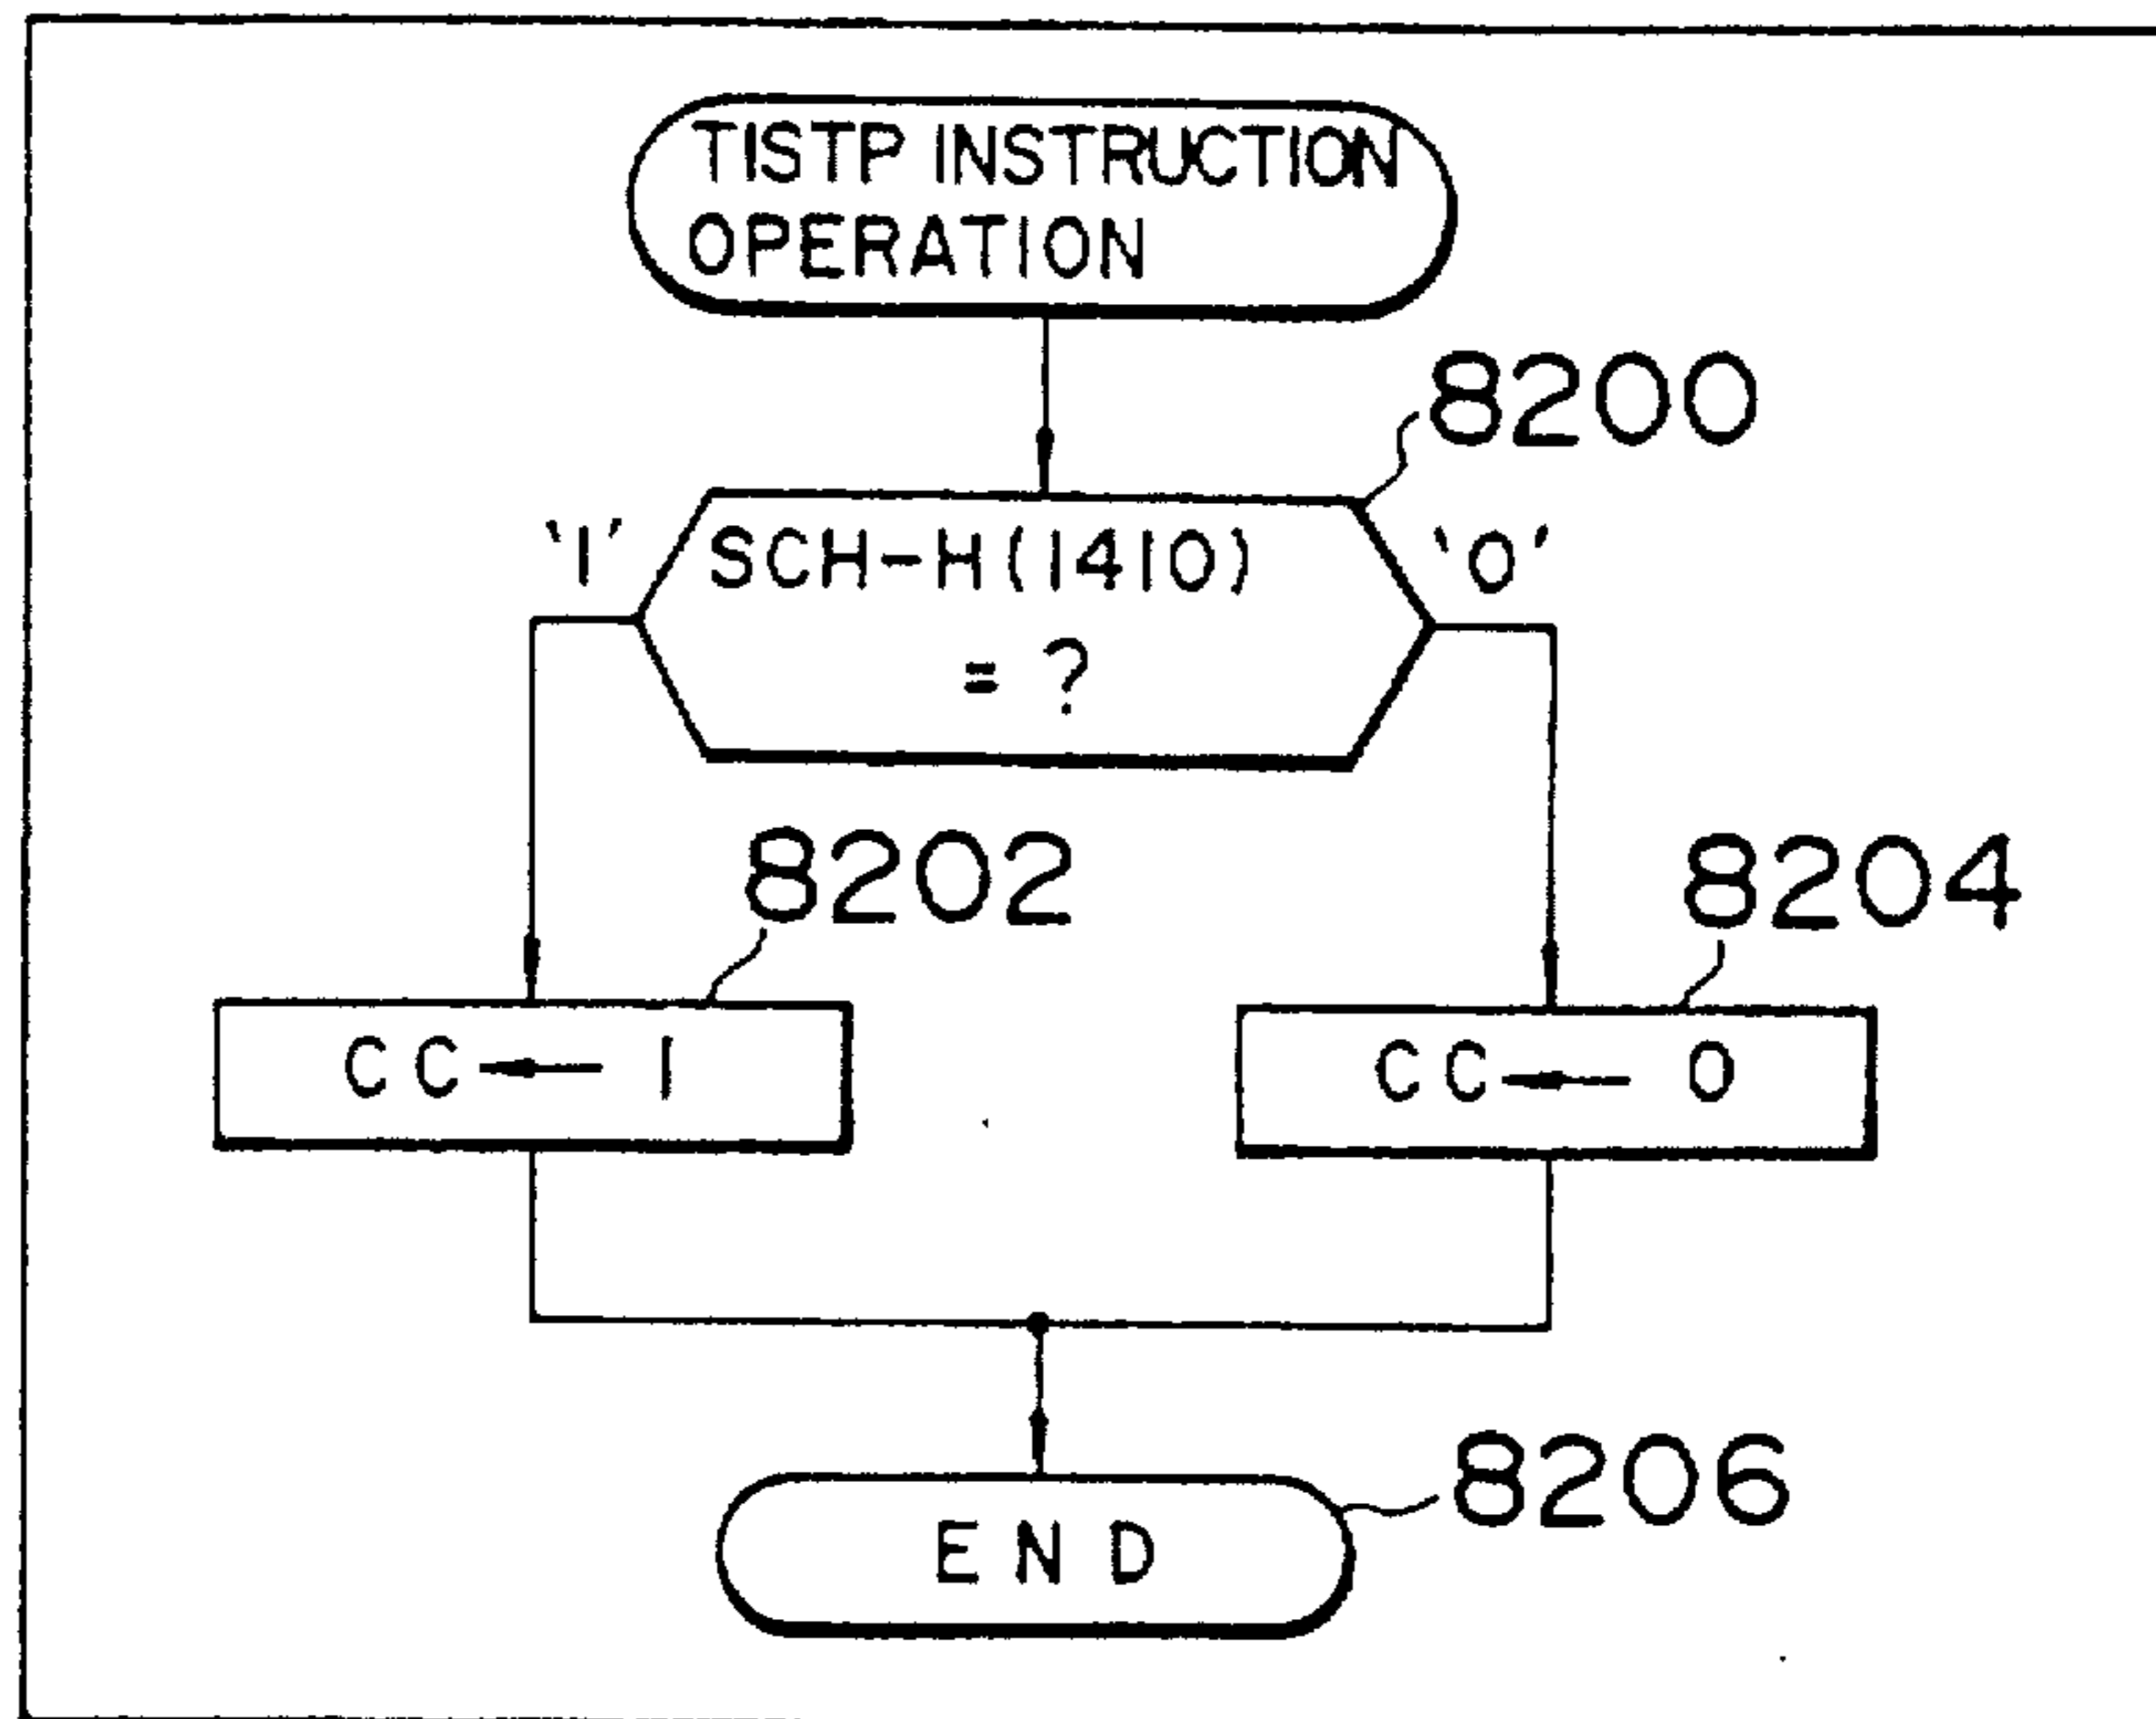 TISTP INSTRUCTION
OPERATION
8200
'1'
SCH-H(1410)
'0'
= ?
8202
8204
CC← 1
CC← 0
8206
END